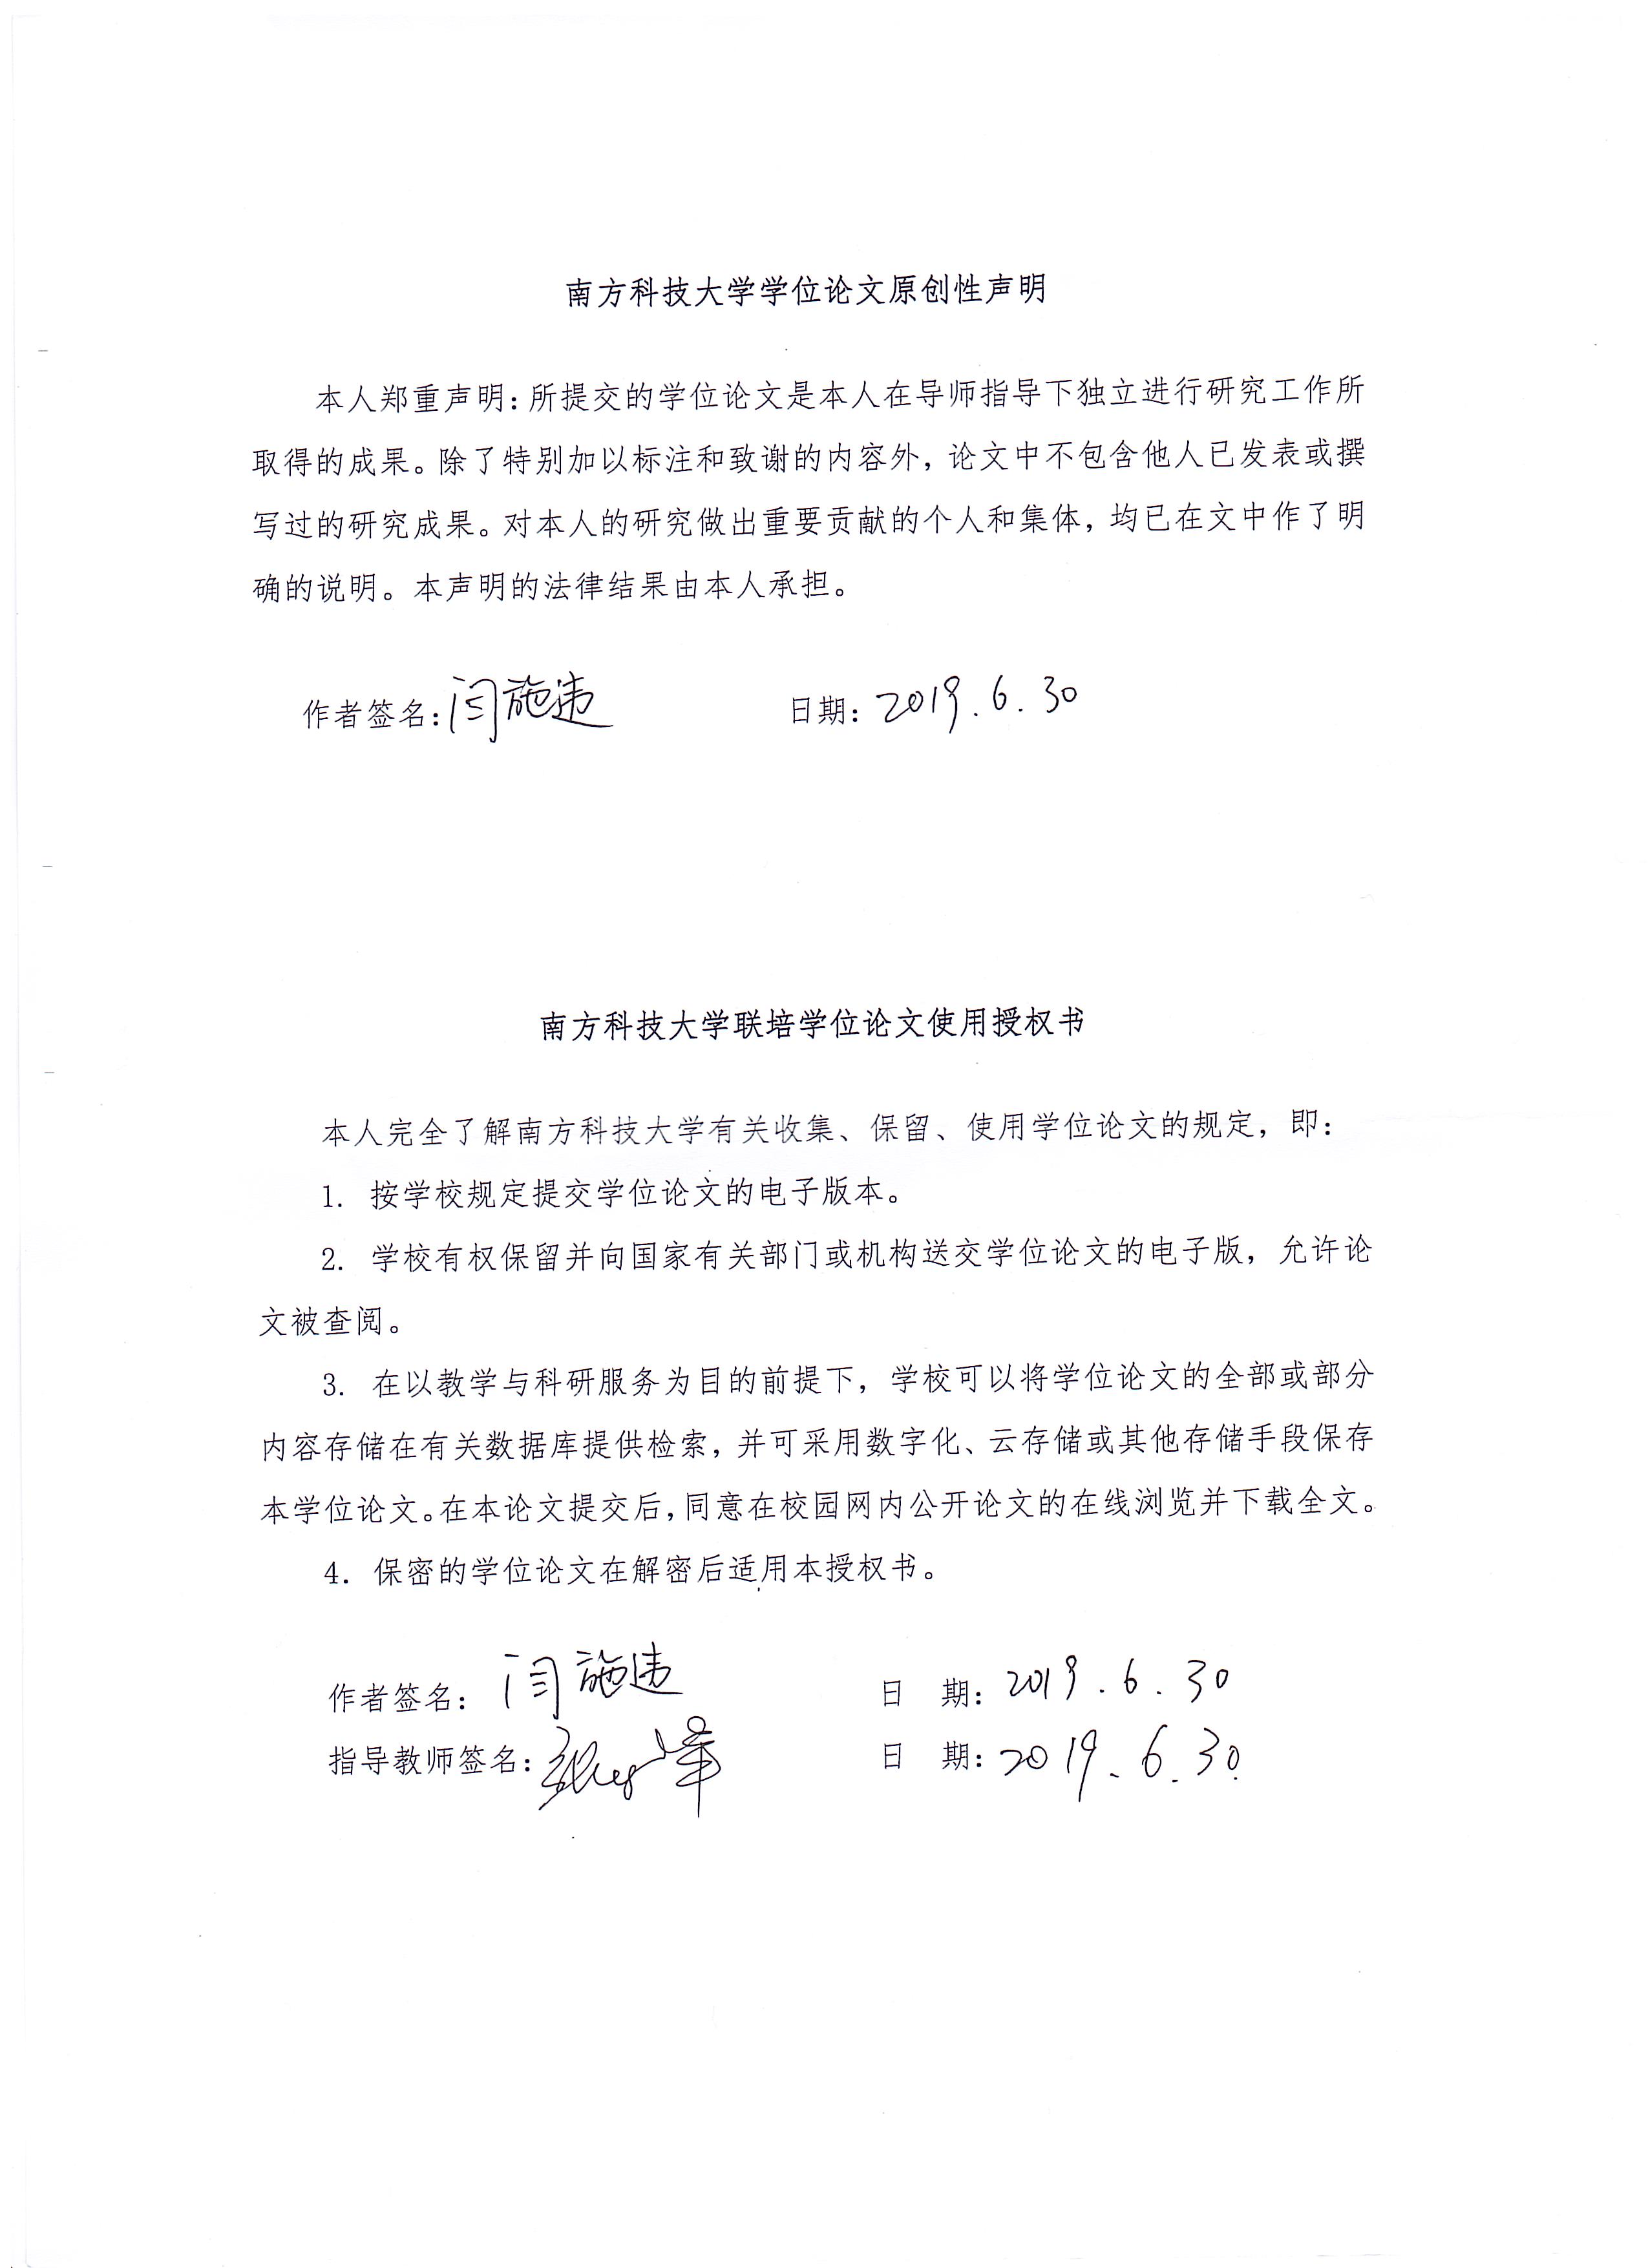 南方科技大学学位论文原创性声明
本人郑重声明：所提交的学位论文是本人在导师指导下独立进行研究工作所
取得的成果。除了特别加以标注和致谢的内容外，论文中不包含他人已发表或撰
写过的研究成果。对本人的研究做出重要贡献的个人和集体，均已在文中作了明
确的说明。本声明的法律结果由本人承担。
作者签名：闫施违 日期：2019.6.30
南方科技大学联培学位论文使用授权书
本人完全了解南方科技大学有关收集、保留、使用学位论文的规定，即：
1. 按学校规定提交学位论文的电子版本。
2. 学校有权保留并向国家有关部门或机构送交学位论文的电子版，允许论
文被查阅。
3. 在以教学与科研服务为目的前提下，学校可以将学位论文的全部或部分
内容存储在有关数据库提供检索，并可采用数字化、云存储或其他存储手段保存
本学位论文。在本论文提交后，同意在校园网内公开论文的在线浏览并下载全文。
4. 保密的学位论文在解密后适用本授权书。
作者签名：闫施违 日 期：2019.6.30
指导教师签名： 日 期：2019.6.30.